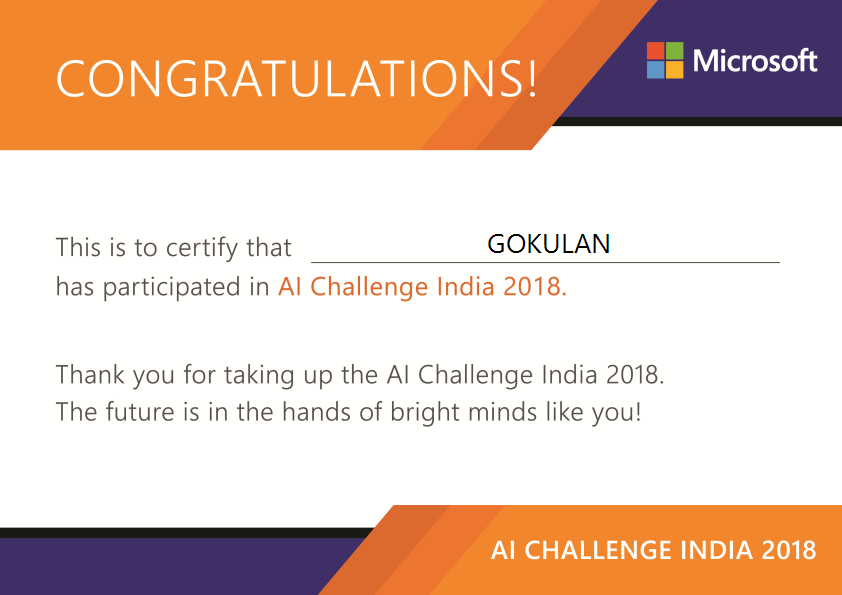 CONGRATULATIONS!
Microsoft
This is to certify that GOKULAN
has participated in AI Challenge India 2018.
Thank you for taking up the AI Challenge India 2018.
The future is in the hands of bright minds like you!
AI CHALLENGE INDIA 2018